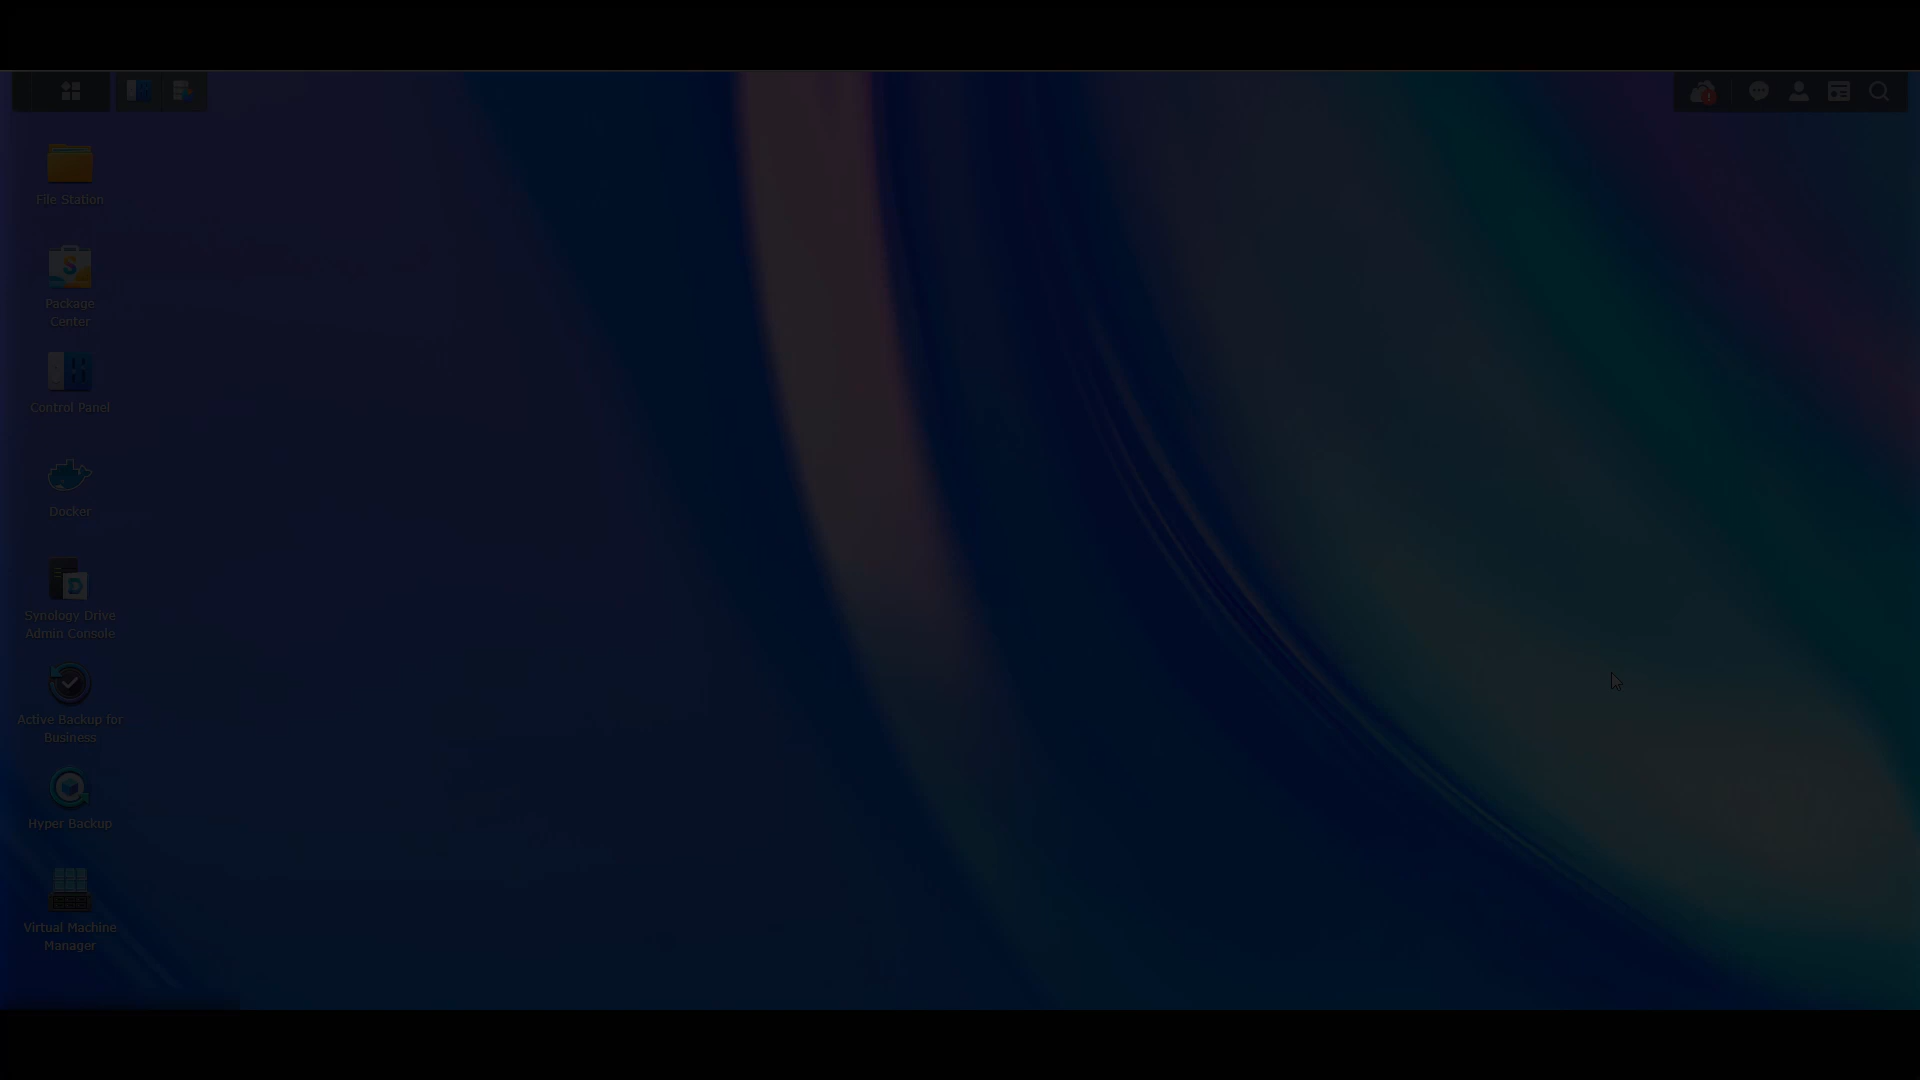 File Station
Package
Center
Control Panel
Docker
Synology Drive
Admin Console
Active Backup for
Business
Hyper Backup
Virtual Machine
Manager